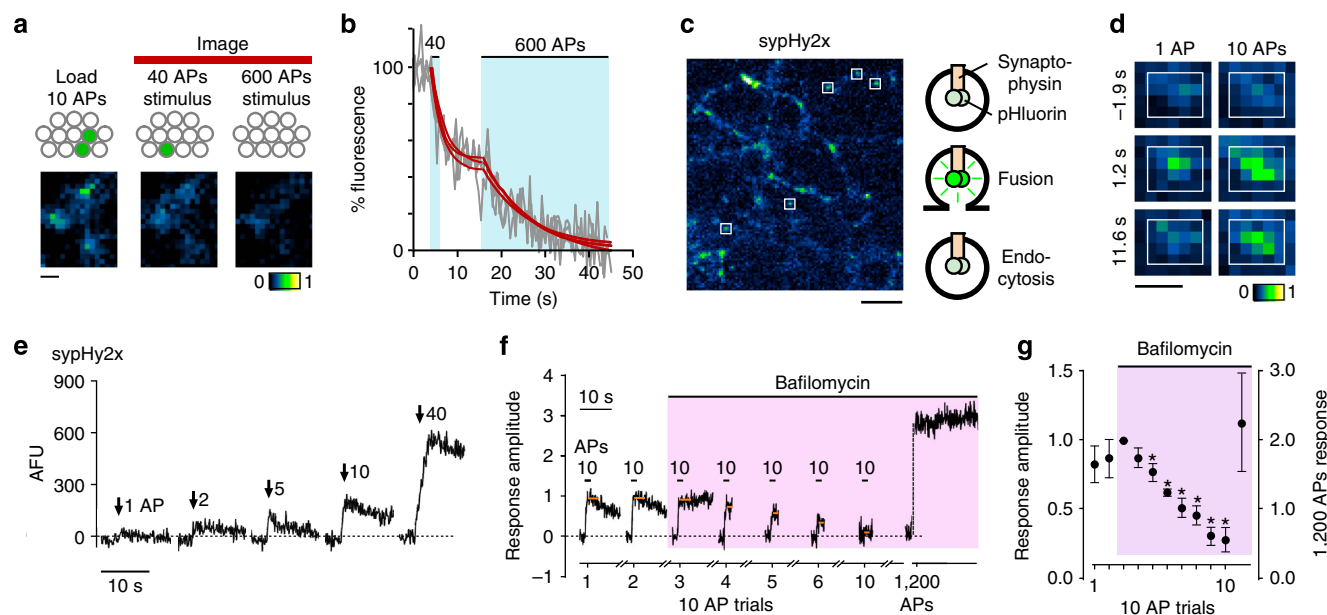 a
Image
Load
10 APs
40 APs
stimulus
600 APs
stimulus
0 1
b
40
600 APs
% fluorescence
100
0
0 10 20 30 40 50
Time (s)
c
sypHy2x
Synapto-
physin
pHluorin
Fusion
Endo-
cytosis
d
1 AP 10 APs
−1.9 s
1.2 s
11.6 s
0 1
e
sypHy2x
AFU
900
600
300
0
1 AP
2
5
10
40
10 s
f
Response amplitude
4
3
2
1
0
−1
10 s
Bafilomycin
APs
10 10 10 10 10 10 10
1 2 3 4 5 6 10 1,200
10 AP trials APs
g
Bafilomycin
Response amplitude
1.5
1.0
0.5
0.0
* * * * * *
3.0
2.0
1.0
0.0
1,200 APs response
1 10
10 AP trials